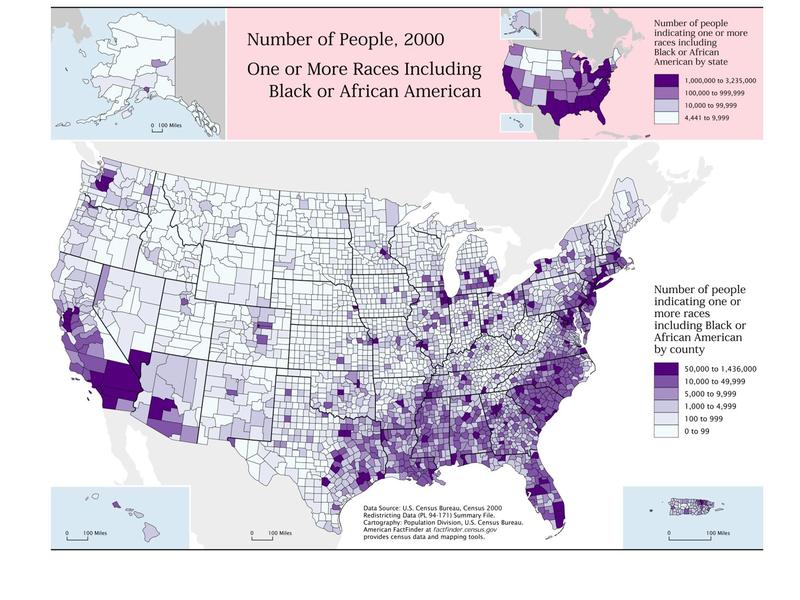 Number of People, 2000
One or More Races Including
Black or African American
Number of people
indicating one or more
races including
Black or African
American by state
1,000,000 to 3,235,000
100,000 to 999,999
10,000 to 99,999
4,441 to 9,999
0 100 Miles
Number of people
indicating one or
more races
including Black or
African American
by county
50,000 to 1,436,000
10,000 to 49,999
5,000 to 9,999
1,000 to 4,999
100 to 999
0 to 99
Data Source: U.S. Census Bureau, Census 2000
Redistricting Data (PL 94-171) Summary File.
Cartography: Population Division, U.S. Census Bureau.
American FactFinder at factfinder.census.gov
provides census data and mapping tools.
0 100 Miles
0 100 Miles
0 100 Miles